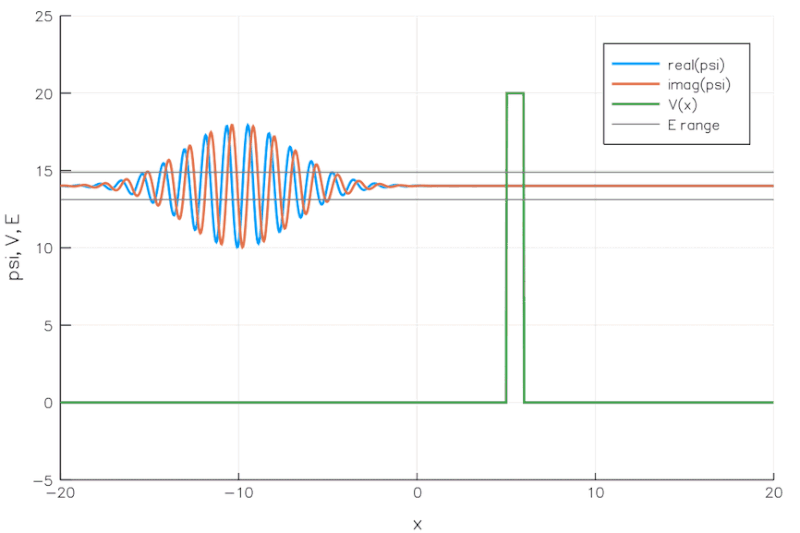 25
20
15
10
5
0
−5
psi, V, E
real(psi)
imag(psi)
V(x)
E range
−20
−10
0
10
20
x